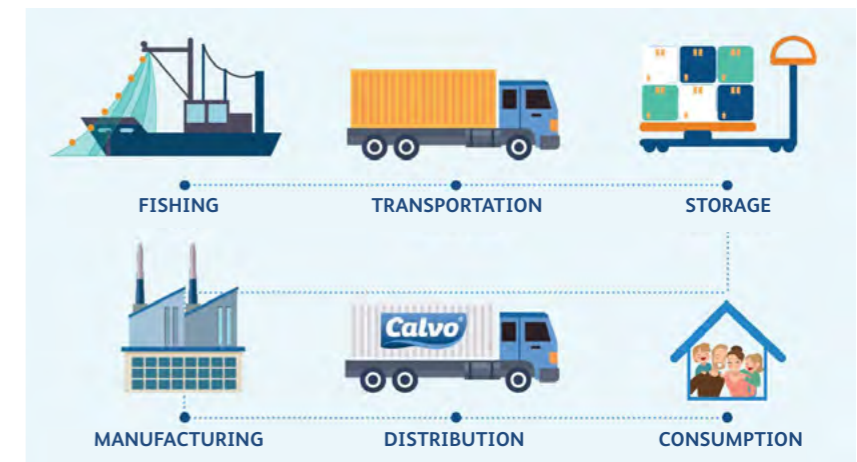 FISHING
TRANSPORTATION
STORAGE
Calvo
MANUFACTURING
DISTRIBUTION
CONSUMPTION